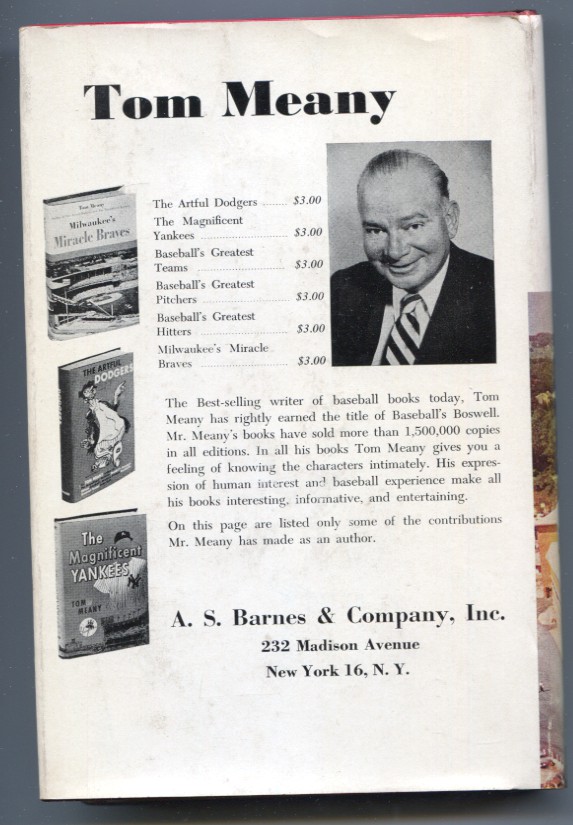 Tom Meany
The Artful Dodgers ...... $3.00
The Magnificent
Yankees .................... $3.00
Baseball's Greatest
Teams .................... $3.00
Baseball's Greatest
Pitchers .................... $3.00
Baseball's Greatest
Hitters .................... $3.00
Milwaukee's Miracle
Braves .................... $3.00
Tom Meany
Milwaukee's
Miracle Braves
THE ARTFUL
DODGERS
The
Magnificent
YANKEES
TOM
MEANY
The Best-selling writer of baseball books today, Tom
Meany has rightly earned the title of Baseball's Boswell.
Mr. Meany's books have sold more than 1,500,000 copies
in all editions. In all his books Tom Meany gives you a
feeling of knowing the characters intimately. His expres-
sion of human interest and baseball experience make all
his books interesting, informative, and entertaining.
On this page are listed only some of the contributions
Mr. Meany has made as an author.
A. S. Barnes & Company, Inc.
232 Madison Avenue
New York 16, N. Y.